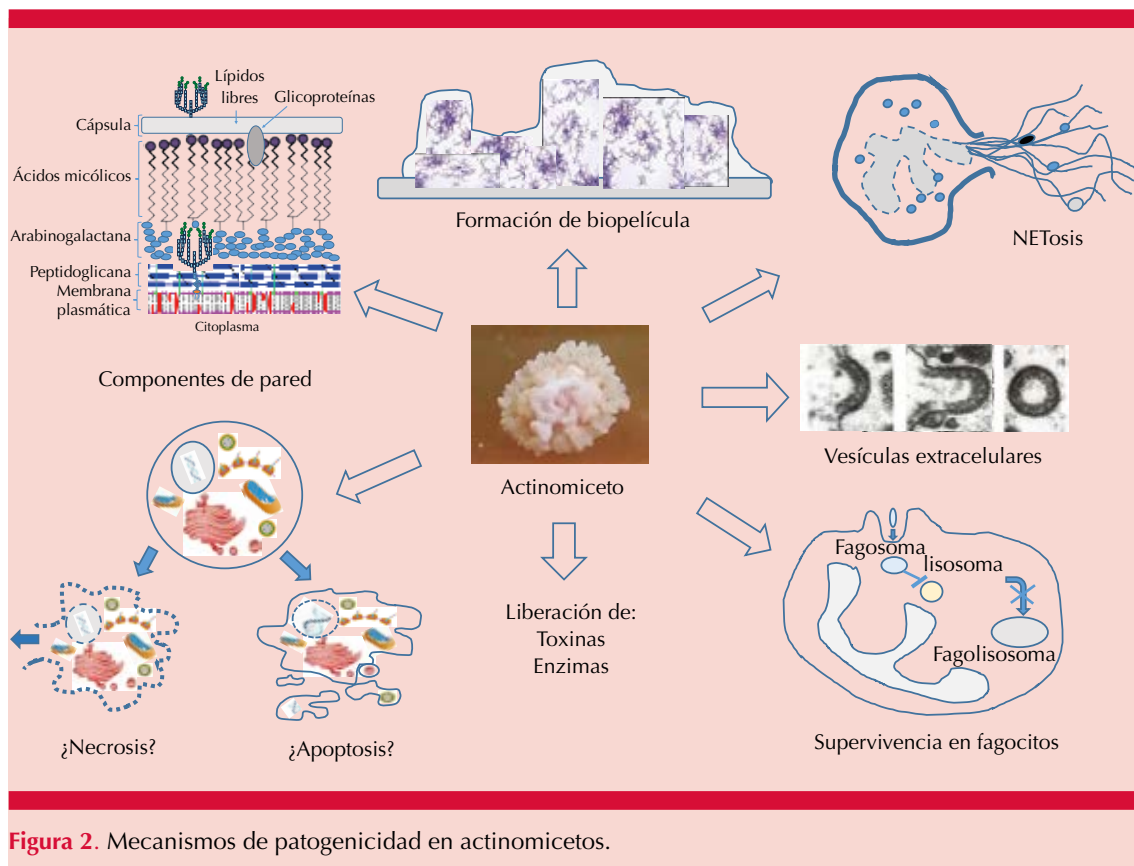 Lípidos
libres
Glicoproteínas
Cápsula
Ácidos micólicos
Arabinogalactana
Peptidoglicana
Membrana
plasmática
Citoplasma
Componentes de pared
Formación de biopelícula
NETosis
Actinomiceto
Vesículas extracelulares
Fagosoma
lisosoma
Fagolisosoma
Supervivencia en fagocitos
Liberación de:
Toxinas
Enzimas
¿Necrosis?
¿Apoptosis?
Figura 2. Mecanismos de patogenicidad en actinomicetos.